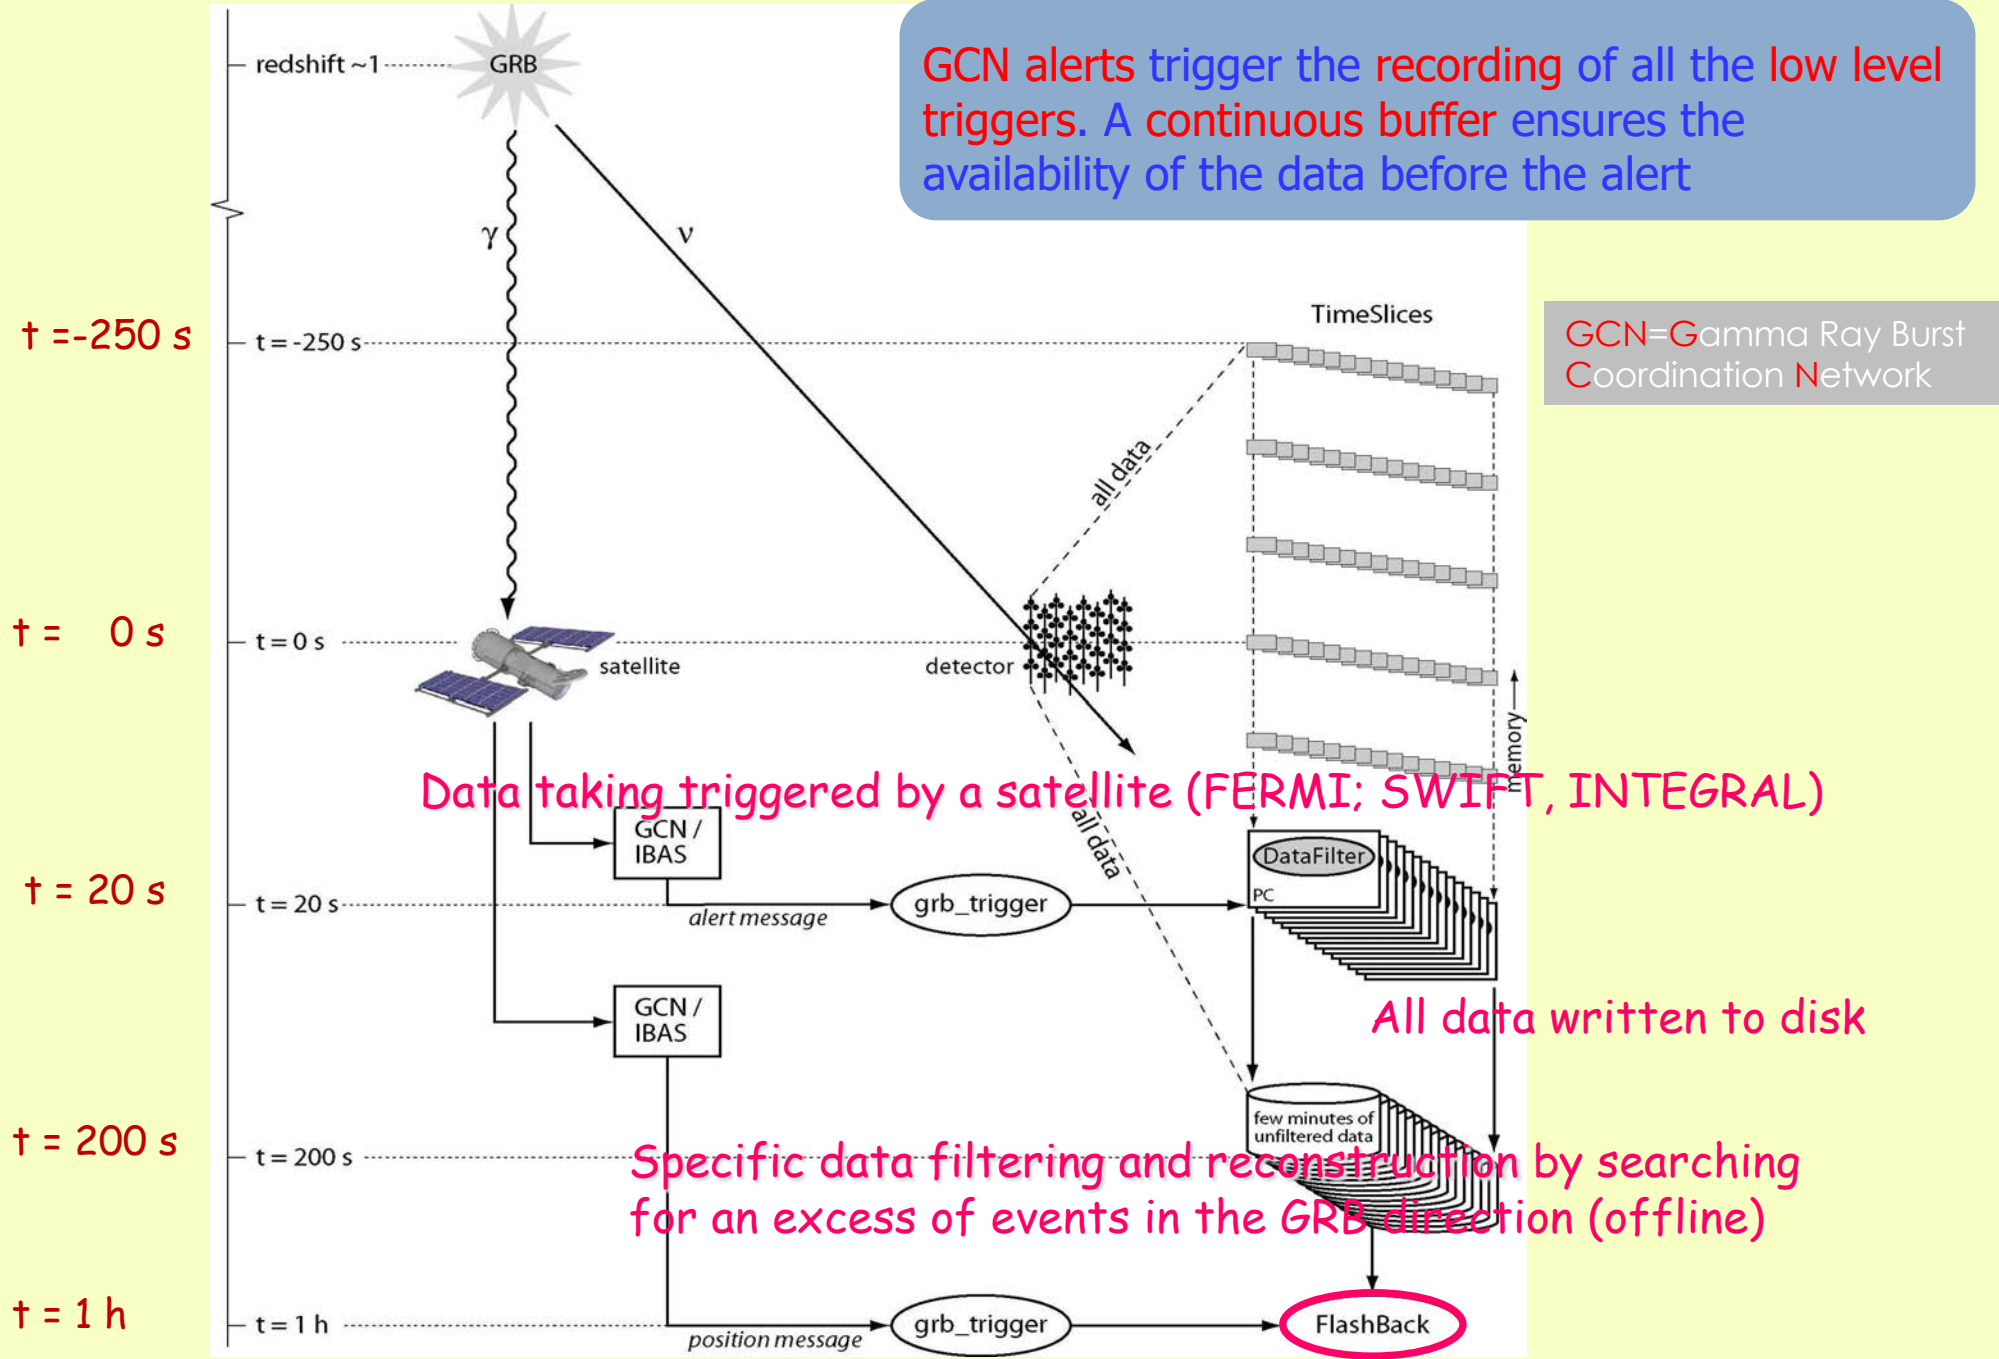 GCN alerts trigger the recording of all the low level
triggers. A continuous buffer ensures the
availability of the data before the alert
redshift ~1
GRB
γ
ν
TimeSlices
GCN=Gamma Ray Burst
Coordination Network
t =-250 s
t = -250 s
all data
t = 0 s
t = 0 s
satellite
detector
memory
Data taking triggered by a satellite (FERMI; SWIFT, INTEGRAL)
GCN /
IBAS
all data
DataFilter
PC
t = 20 s
t = 20 s
alert message
grb_trigger
GCN /
IBAS
All data written to disk
few minutes of
unfiltered data
t = 200 s
t = 200 s
Specific data filtering and reconstruction by searching
for an excess of events in the GRB direction (offline)
t = 1 h
t = 1 h
position message
grb_trigger
FlashBack